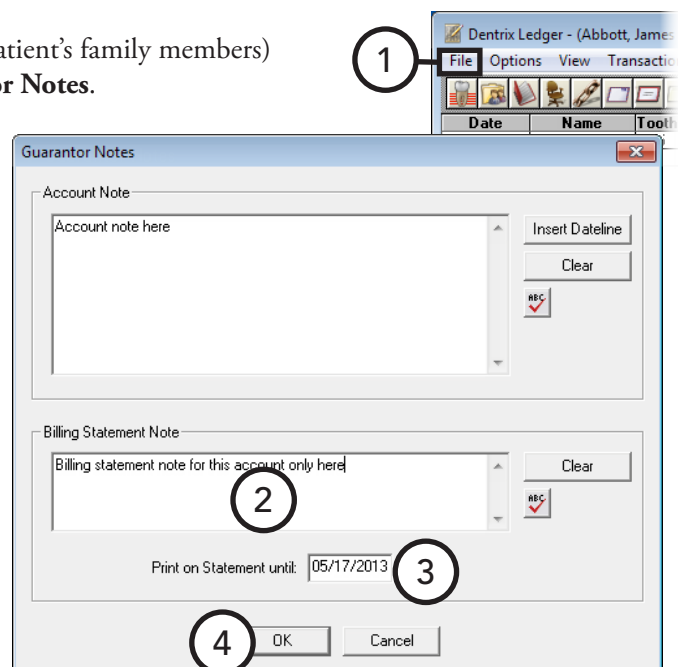 atient’s family members)
r Notes.
1
Dentrix Ledger - (Abbott, James
File Options View Transactio
Date Name Tooth
Guarantor Notes
Account Note
Account note here
Insert Dateline
Clear
ABC
Billing Statement Note
Billing statement note for this account only here
Clear
ABC
2
Print on Statement until: 05/17/2013
3
4
OK Cancel